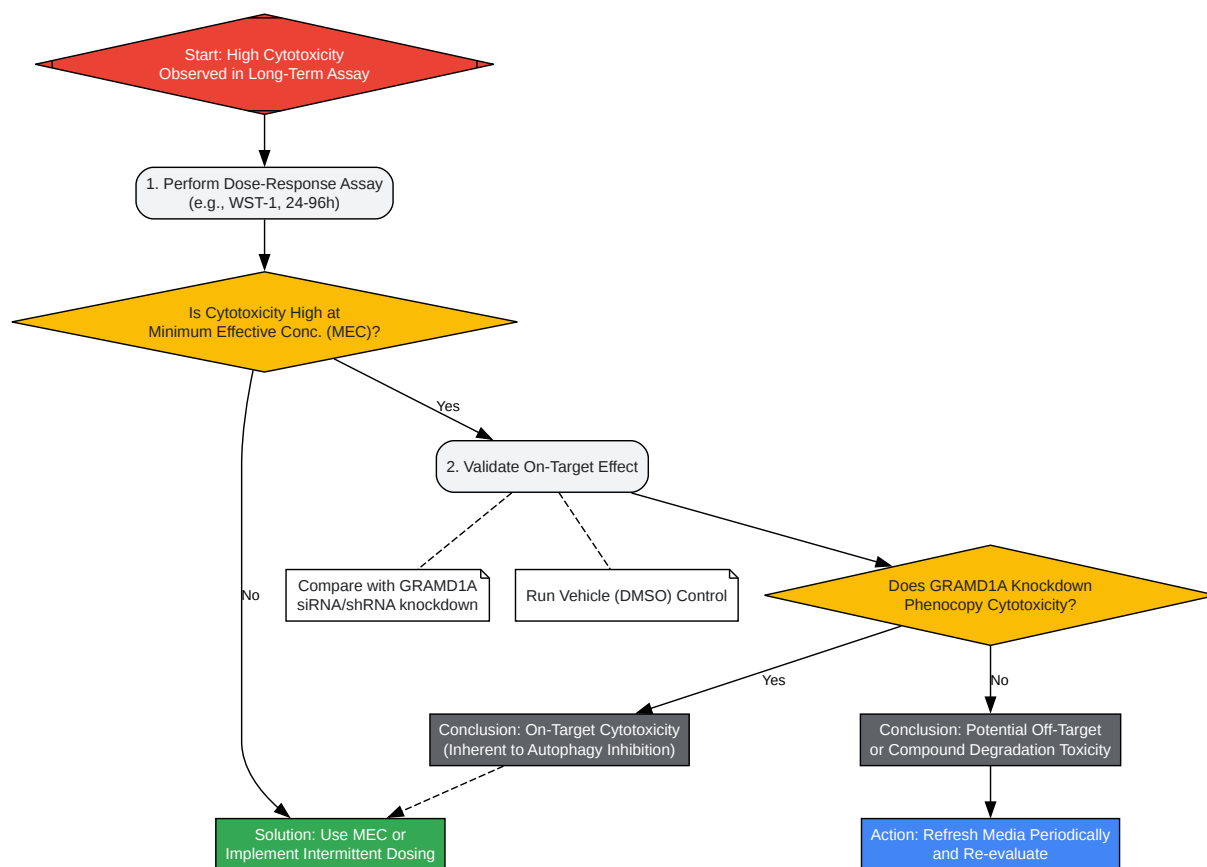 Start: High Cytotoxicity
Observed in Long-Term Assay
1. Perform Dose-Response Assay
(e.g., WST-1, 24-96h)
Is Cytotoxicity High at
Minimum Effective Conc. (MEC)?
Yes
2. Validate On-Target Effect
No
Compare with GRAMD1A
siRNA/shRNA knockdown
Run Vehicle (DMSO) Control
Does GRAMD1A Knockdown
Phenocopy Cytotoxicity?
Yes
No
Conclusion: On-Target Cytotoxicity
(Inherent to Autophagy Inhibition)
Conclusion: Potential Off-Target
or Compound Degradation Toxicity
Solution: Use MEC or
Implement Intermittent Dosing
Action: Refresh Media Periodically
and Re-evaluate